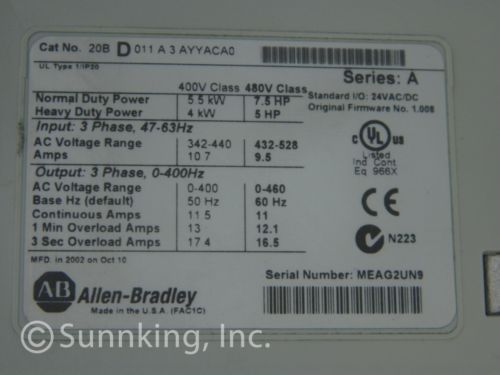 Cat No. 20B D 011 A 3 AYYACA0
UL Type 1/IP20
Series: A
400V Class 480V Class
Standard I/O: 24VAC/DC
Normal Duty Power 5.5 kW 7.5 HP
Original Firmware No. 1.006
Heavy Duty Power 4 kW 5 HP
Input: 3 Phase, 47-63Hz
AC Voltage Range 342-440 432-528
Amps 10 7 9.5
C UL US
Listed
Ind Cont
Eq 966X
Output: 3 Phase, 0-400Hz
AC Voltage Range 0-400 0-460
Base Hz (default) 50 Hz 60 Hz
Continuous Amps 11 5 11
1 Min Overload Amps 13 12.1
3 Sec Overload Amps 17 4 16.5
CE
N223
MFD. in 2002 on Oct 10
Serial Number: MEAG2UN9
AB Allen-Bradley
Made in the U.S.A. (FAC1C)
© Sunnking, Inc.